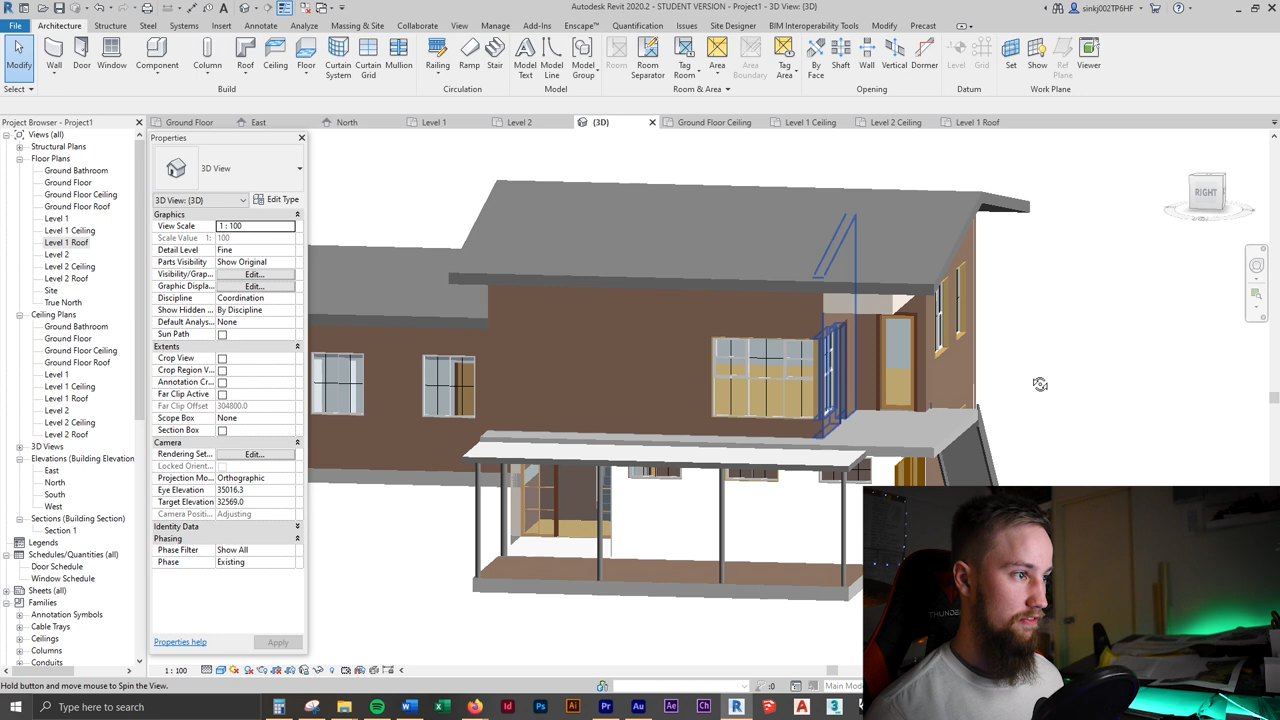 Autodesk Revit 2020.2 - STUDENT VERSION - Project1 - 3D View: {3D}
sinkj002TP6HF
File Architecture Structure Steel Systems Insert Annotate Analyze Massing & Site Collaborate View Manage Add-Ins Enscape™ Quantification Issues Site Designer BIM Interoperability Tools Modify Precast
Modify Wall Door Window Component Column Roof Ceiling Floor Curtain System Curtain Grid Mullion Railing Ramp Stair Model Text Model Line Model Group Room Room Separator Tag Room Area Area Boundary Tag Area By Face Shaft Wall Vertical Dormer Level Grid Set Show Ref Plane Viewer
Select Build Circulation Model Room & Area Opening Datum Work Plane
Project Browser - Project1
Ground Floor East North Level 1 Level 2 {3D} Ground Floor Ceiling Level 1 Ceiling Level 2 Ceiling Level 1 Roof
Views (all)
Structural Plans
Floor Plans
Ground Bathroom
Ground Floor
Ground Floor Ceiling
Ground Floor Roof
Level 1
Level 1 Ceiling
Level 1 Roof
Level 2
Level 2 Ceiling
Level 2 Roof
Site
True North
Ceiling Plans
Ground Bathroom
Ground Floor
Ground Floor Ceiling
Ground Floor Roof
Level 1
Level 1 Ceiling
Level 1 Roof
Level 2
Level 2 Ceiling
Level 2 Roof
3D Views
Elevations (Building Elevation
East
North
South
West
Sections (Building Section)
Section 1
Legends
Schedules/Quantities (all)
Door Schedule
Window Schedule
Sheets (all)
Families
Annotation Symbols
Cable Trays
Ceilings
Columns
Conduits
Properties
3D View
3D View: {3D} Edit Type
Graphics
View Scale 1 : 100
Scale Value 1: 100
Detail Level Fine
Parts Visibility Show Original
Visibility/Grap... Edit...
Graphic Displa... Edit...
Discipline Coordination
Show Hidden ... By Discipline
Default Analys... None
Sun Path
Extents
Crop View
Crop Region V...
Annotation Cr...
Far Clip Active
Far Clip Offset 304800.0
Scope Box None
Section Box
Camera
Rendering Set... Edit...
Locked Orient...
Projection Mo... Orthographic
Eye Elevation 35016.3
Target Elevation 32569.0
Camera Positi... Adjusting
Identity Data
Phasing
Phase Filter Show All
Phase Existing
Properties help Apply
RIGHT
1 : 100
Hold button and move mouse to Spin the View.
:0
Main Mode
THUNDE
Type here to search